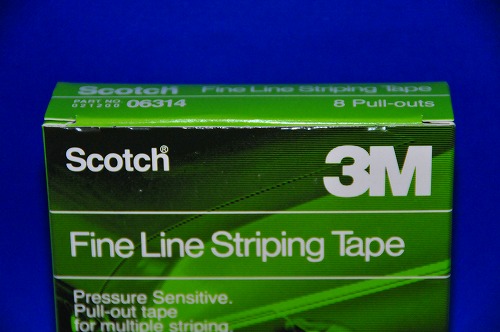 Scotch Fine Line Striping Tape
PART NO. 06314 8 Pull-outs
021200
Scotch® 3M
Fine Line Striping Tape
Pressure Sensitive.
Pull-out tape
for multiple striping